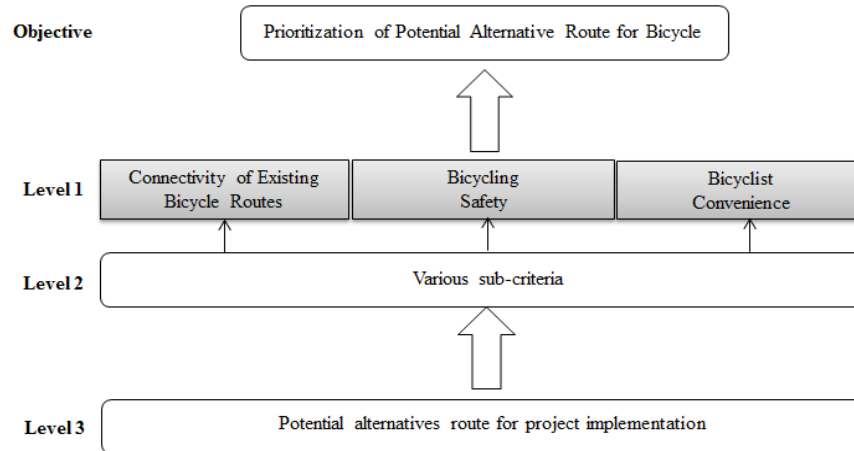 Objective
Prioritization of Potential Alternative Route for Bicycle
Level 1
Connectivity of Existing
Bicycle Routes
Bicycling
Safety
Bicyclist
Convenience
Level 2
Various sub-criteria
Level 3
Potential alternatives route for project implementation